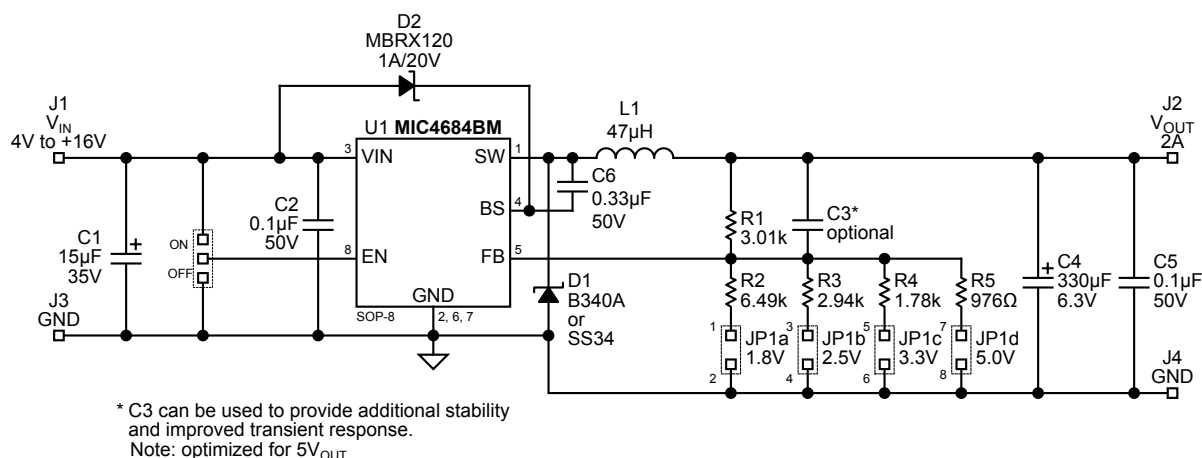 D2
MBRX120
1A/20V
J1
VIN
4V to +16V
U1 MIC4684BM
L1
47µH
J2
VOUT
2A
3
VIN
SW
1
C6
0.33µF
50V
BS
4
C2
0.1µF
50V
R1
3.01k
C3*
optional
C1
15µF
35V
+
ON
OFF
8
EN
FB
5
J3
GND
GND
SOP-8
2, 6, 7
D1
B340A
or
SS34
R2
6.49k
R3
2.94k
R4
1.78k
R5
976Ω
+
C4
330µF
6.3V
C5
0.1µF
50V
1
JP1a
1.8V
2
3
JP1b
2.5V
4
5
JP1c
3.3V
6
7
JP1d
5.0V
8
J4
GND
* C3 can be used to provide additional stability
and improved transient response.
Note: optimized for 5VOUT